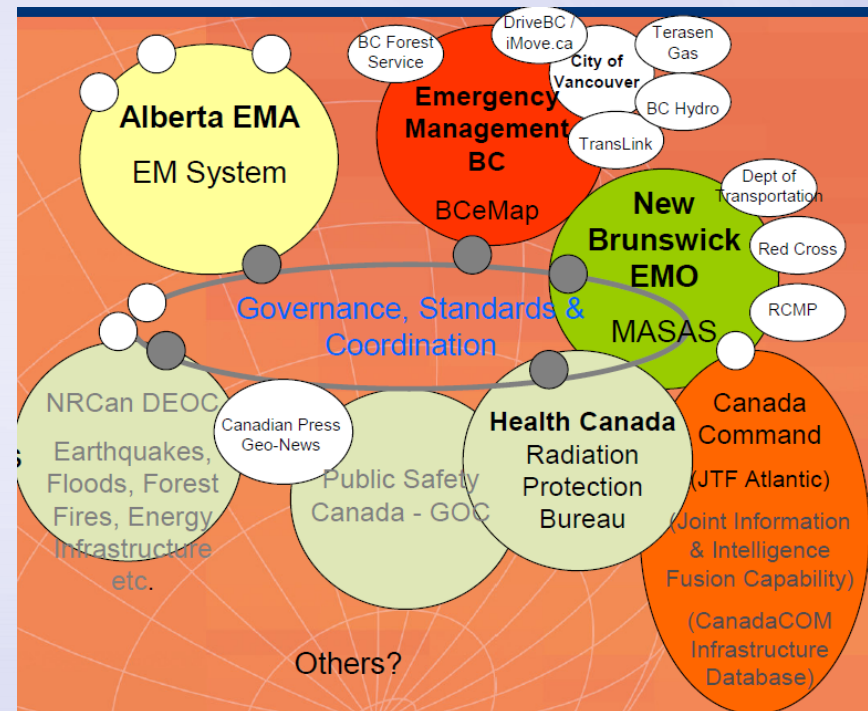 BC Forest
Service
DriveBC /
iMove.ca
City of
Vancouver
Terasen
Gas
BC Hydro
TransLink
Alberta EMA
EM System
Emergency
Management
BC
BCeMap
Dept of
Transportation
Red Cross
RCMP
New
Brunswick
EMO
MASAS
Governance, Standards &
Coordination
s
NRCan DEOC
Earthquakes,
Floods, Forest
Fires, Energy
Infrastructure
etc.
Canadian Press
Geo-News
Public Safety
Canada - GOC
Health Canada
Radiation
Protection
Bureau
Canada
Command
(JTF Atlantic)
(Joint Information
& Intelligence
Fusion Capability)
(CanadaCOM
Infrastructure
Database)
Others?